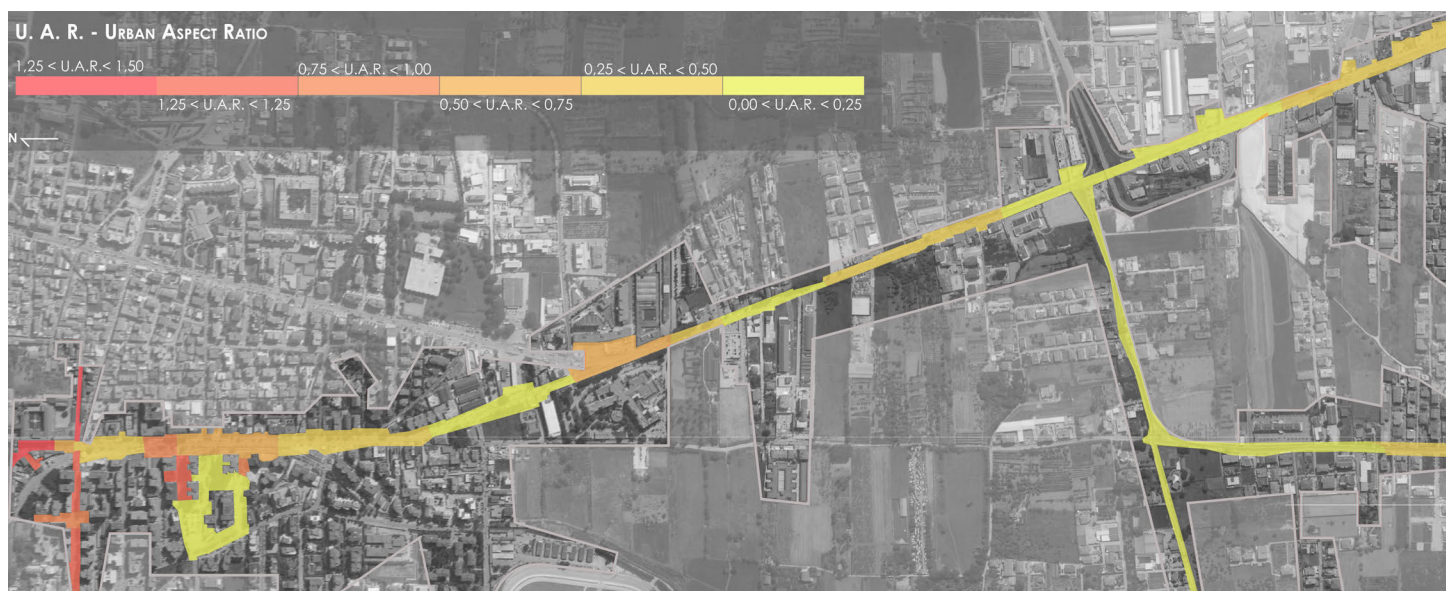 U. A. R. - URBAN ASPECT RATIO
1,25 < U.A.R.< 1,50
0,75 < U.A.R. < 1,00
0,25 < U.A.R. < 0,50
1,25 < U.A.R. < 1,25
0,50 < U.A.R. < 0,75
0,00 < U.A.R. < 0,25
N